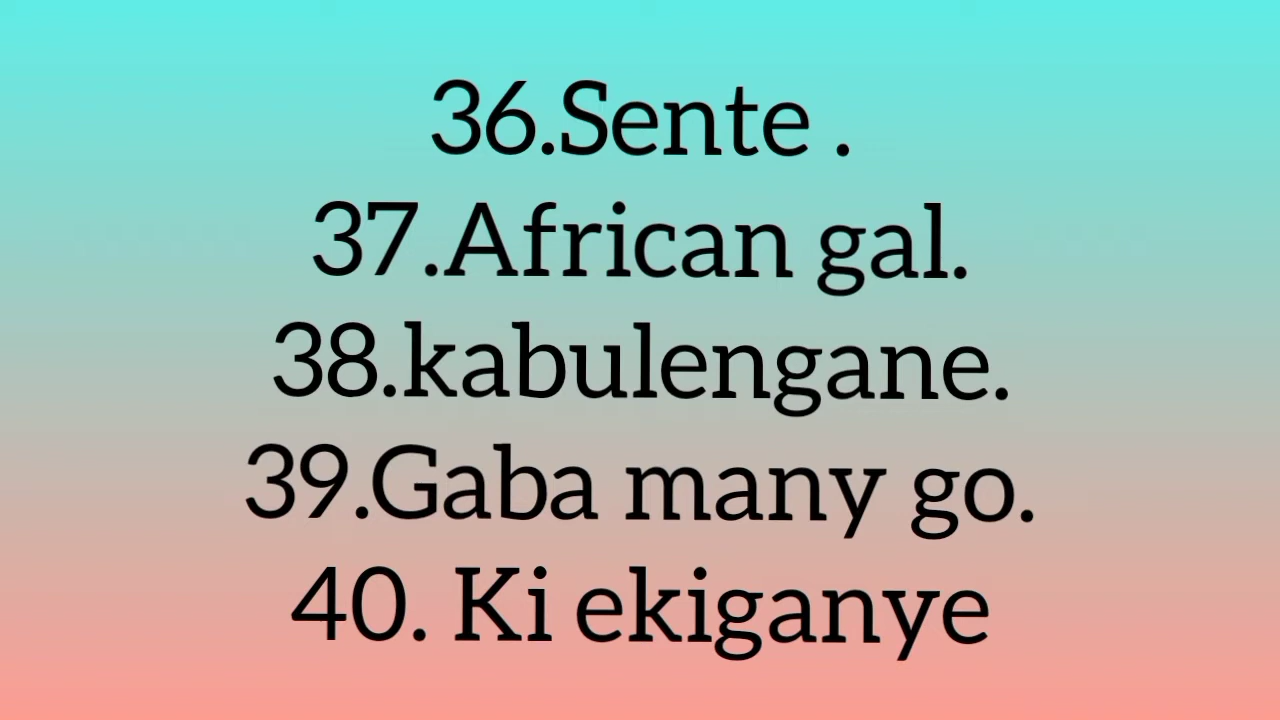 36.Sente .
37.African gal.
38.kabulengane.
39.Gaba many go.
40. Ki ekiganye